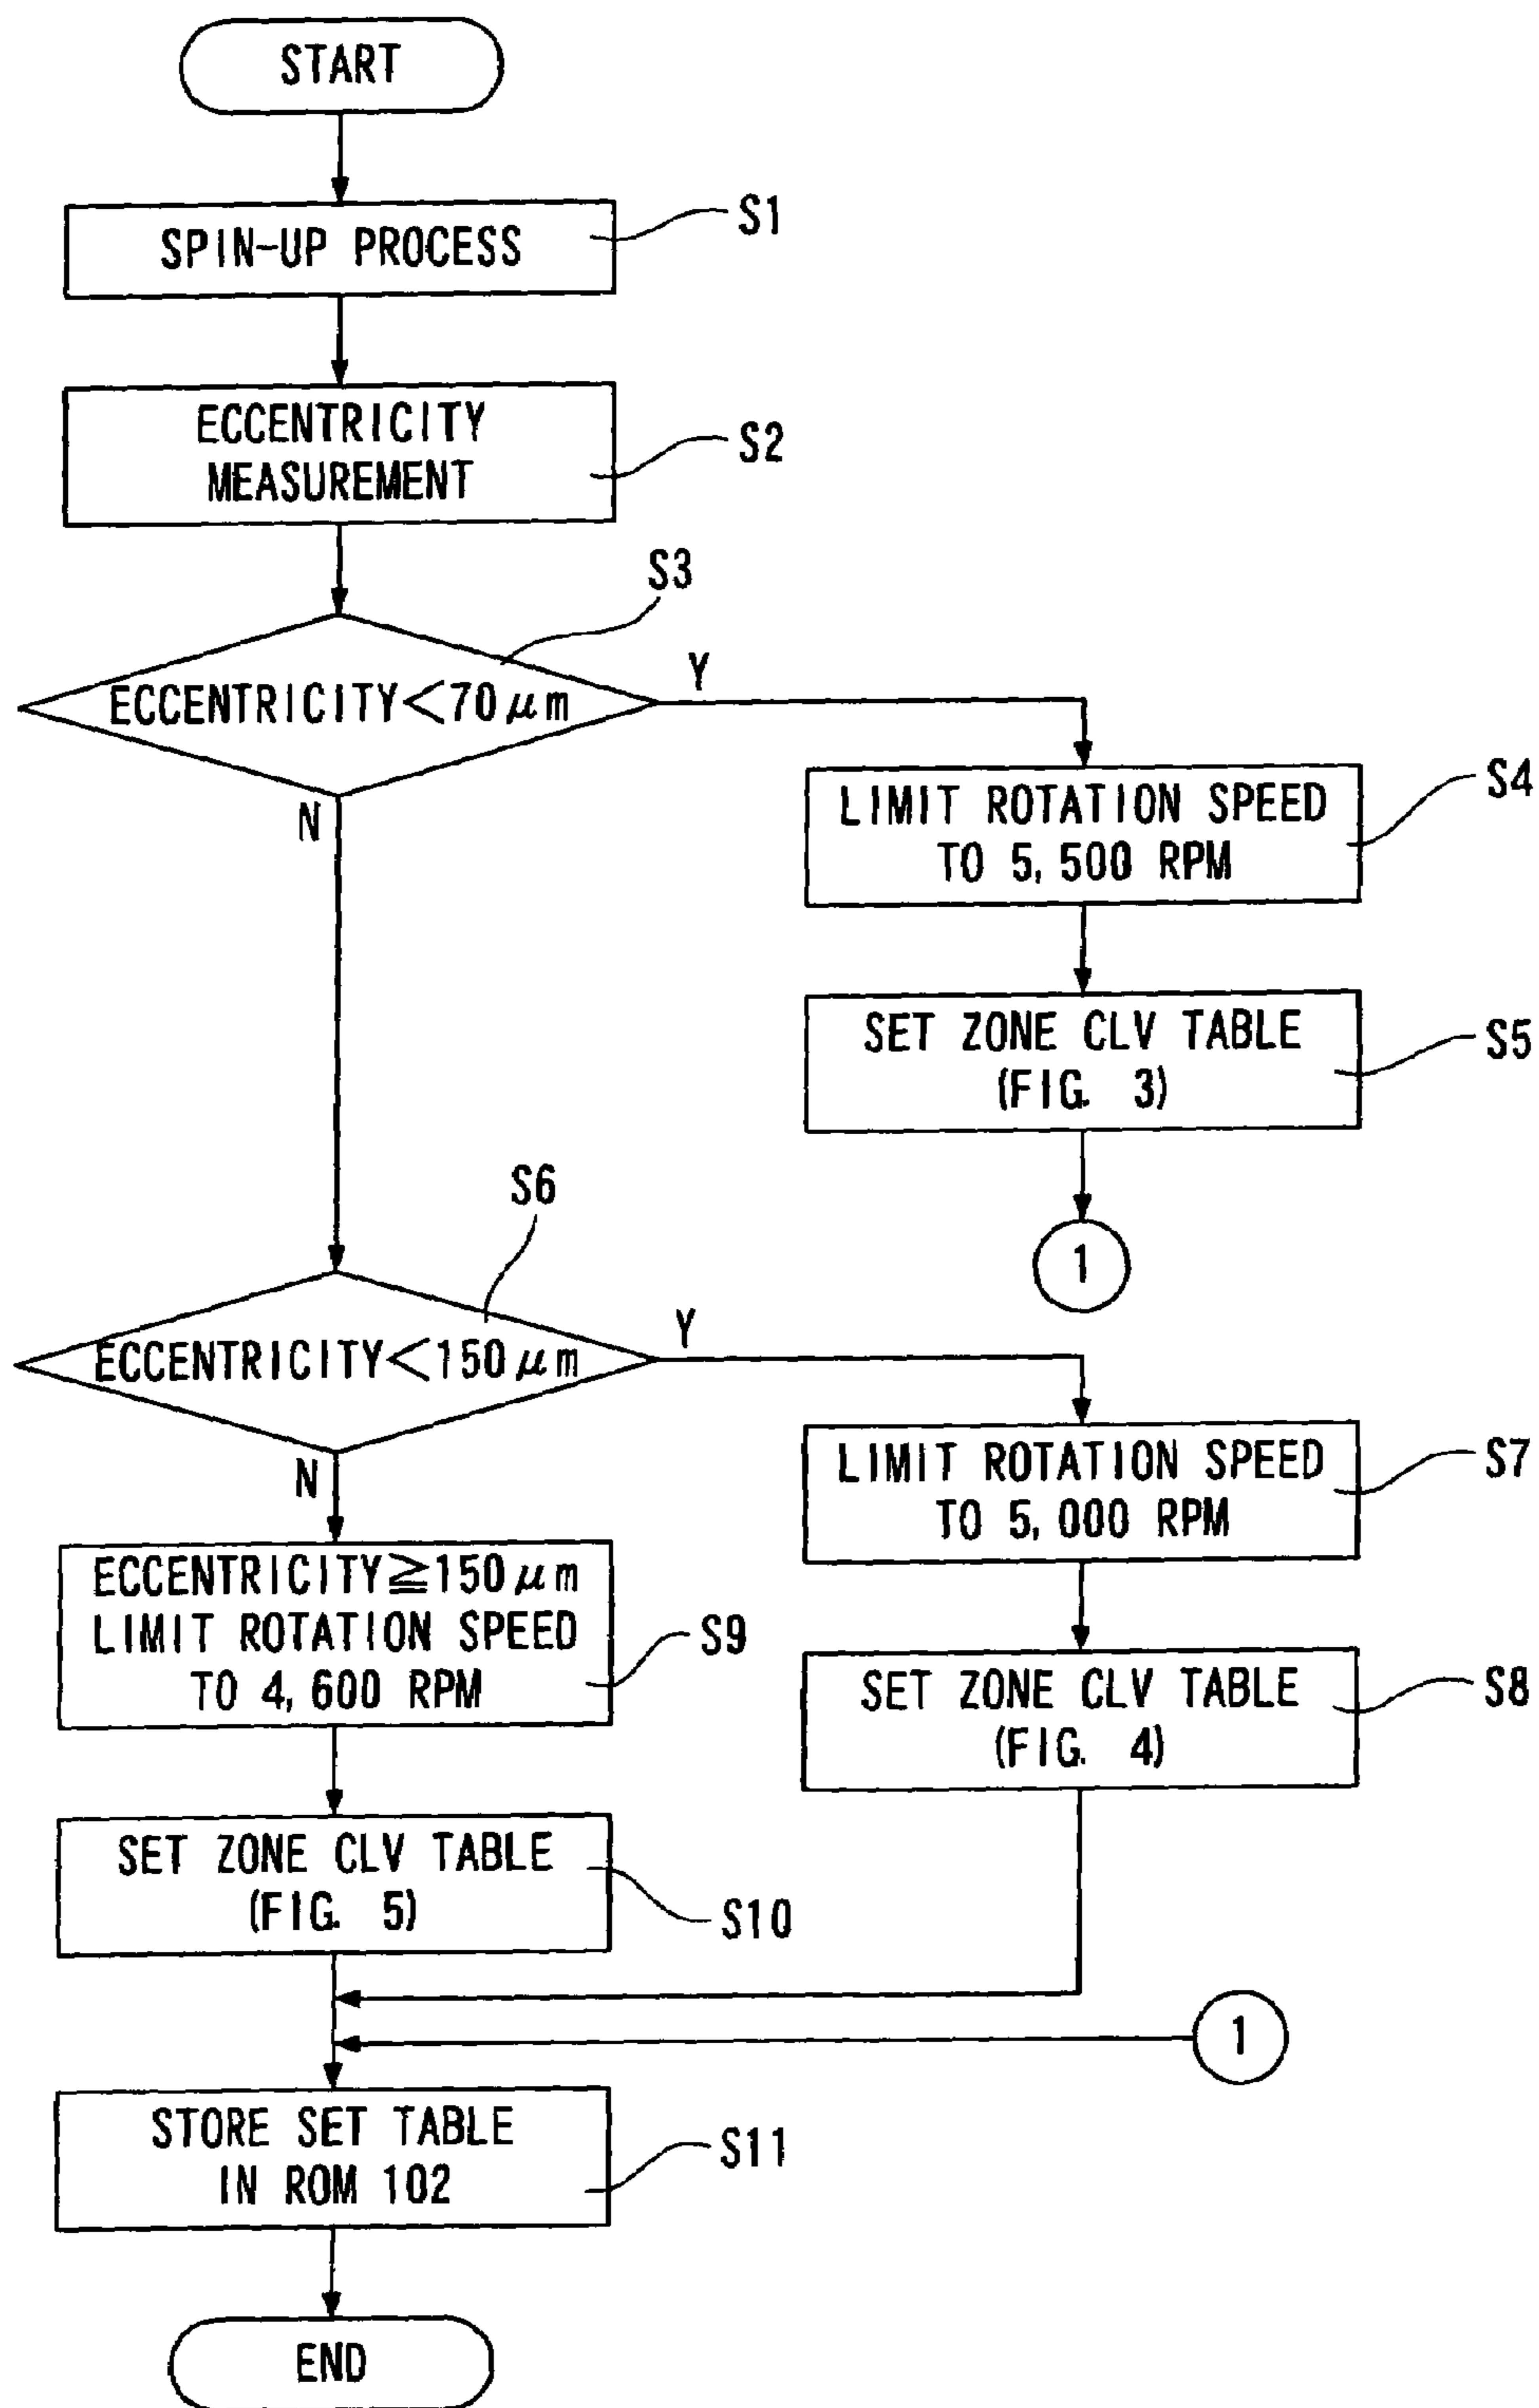 START
SPIN-UP PROCESS
S1
ECCENTRICITY
MEASUREMENT
S2
S3
ECCENTRICITY<70μm
Y
N
LIMIT ROTATION SPEED
TO 5,500 RPM
S4
SET ZONE CLV TABLE
(FIG. 3)
S5
1
S6
ECCENTRICITY<150μm
Y
N
LIMIT ROTATION SPEED
TO 5,000 RPM
S7
SET ZONE CLV TABLE
(FIG. 4)
S8
ECCENTRICITY≧150μm
LIMIT ROTATION SPEED
TO 4,600 RPM
S9
SET ZONE CLV TABLE
(FIG. 5)
S10
1
STORE SET TABLE
IN ROM 102
S11
END